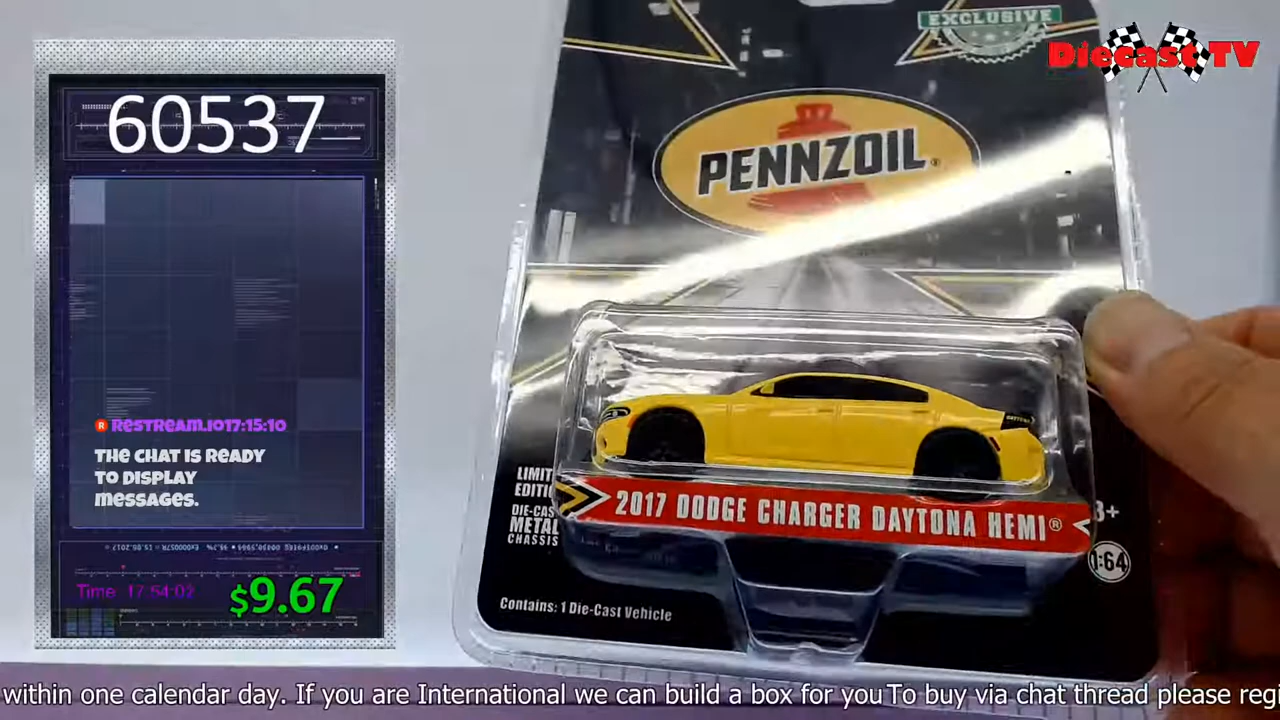 60537
RESTREAM.IO17:15:10
THE CHAT IS READY
TO DISPLAY
MESSAGES.
Time: 17:54:02
$9.67
EXCLUSIVE
Diecast TV
PENNZOIL®
LIMIT
EDITI
DIE-CAS
METAL
CHASSIS
2017 DODGE CHARGER DAYTONA HEMI®
3+
1:64
Contains: 1 Die-Cast Vehicle
within one calendar day. If you are International we can build a box for you To buy via chat thread please regi